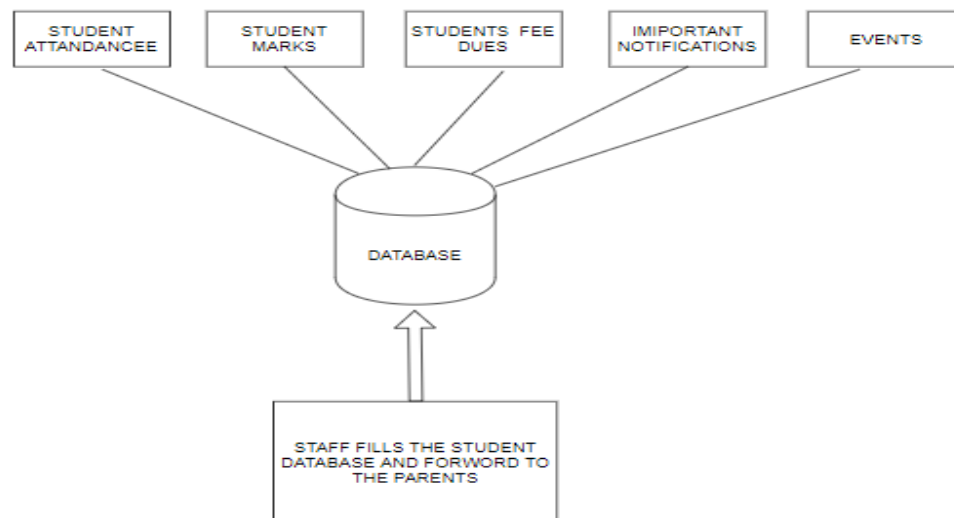 STUDENT
ATTANDANCEE
STUDENT
MARKS
STUDENTS FEE
DUES
IMIPORTANT
NOTIFICATIONS
EVENTS
DATABASE
STAFF FILLS THE STUDENT
DATABASE AND FORWORD TO
THE PARENTS